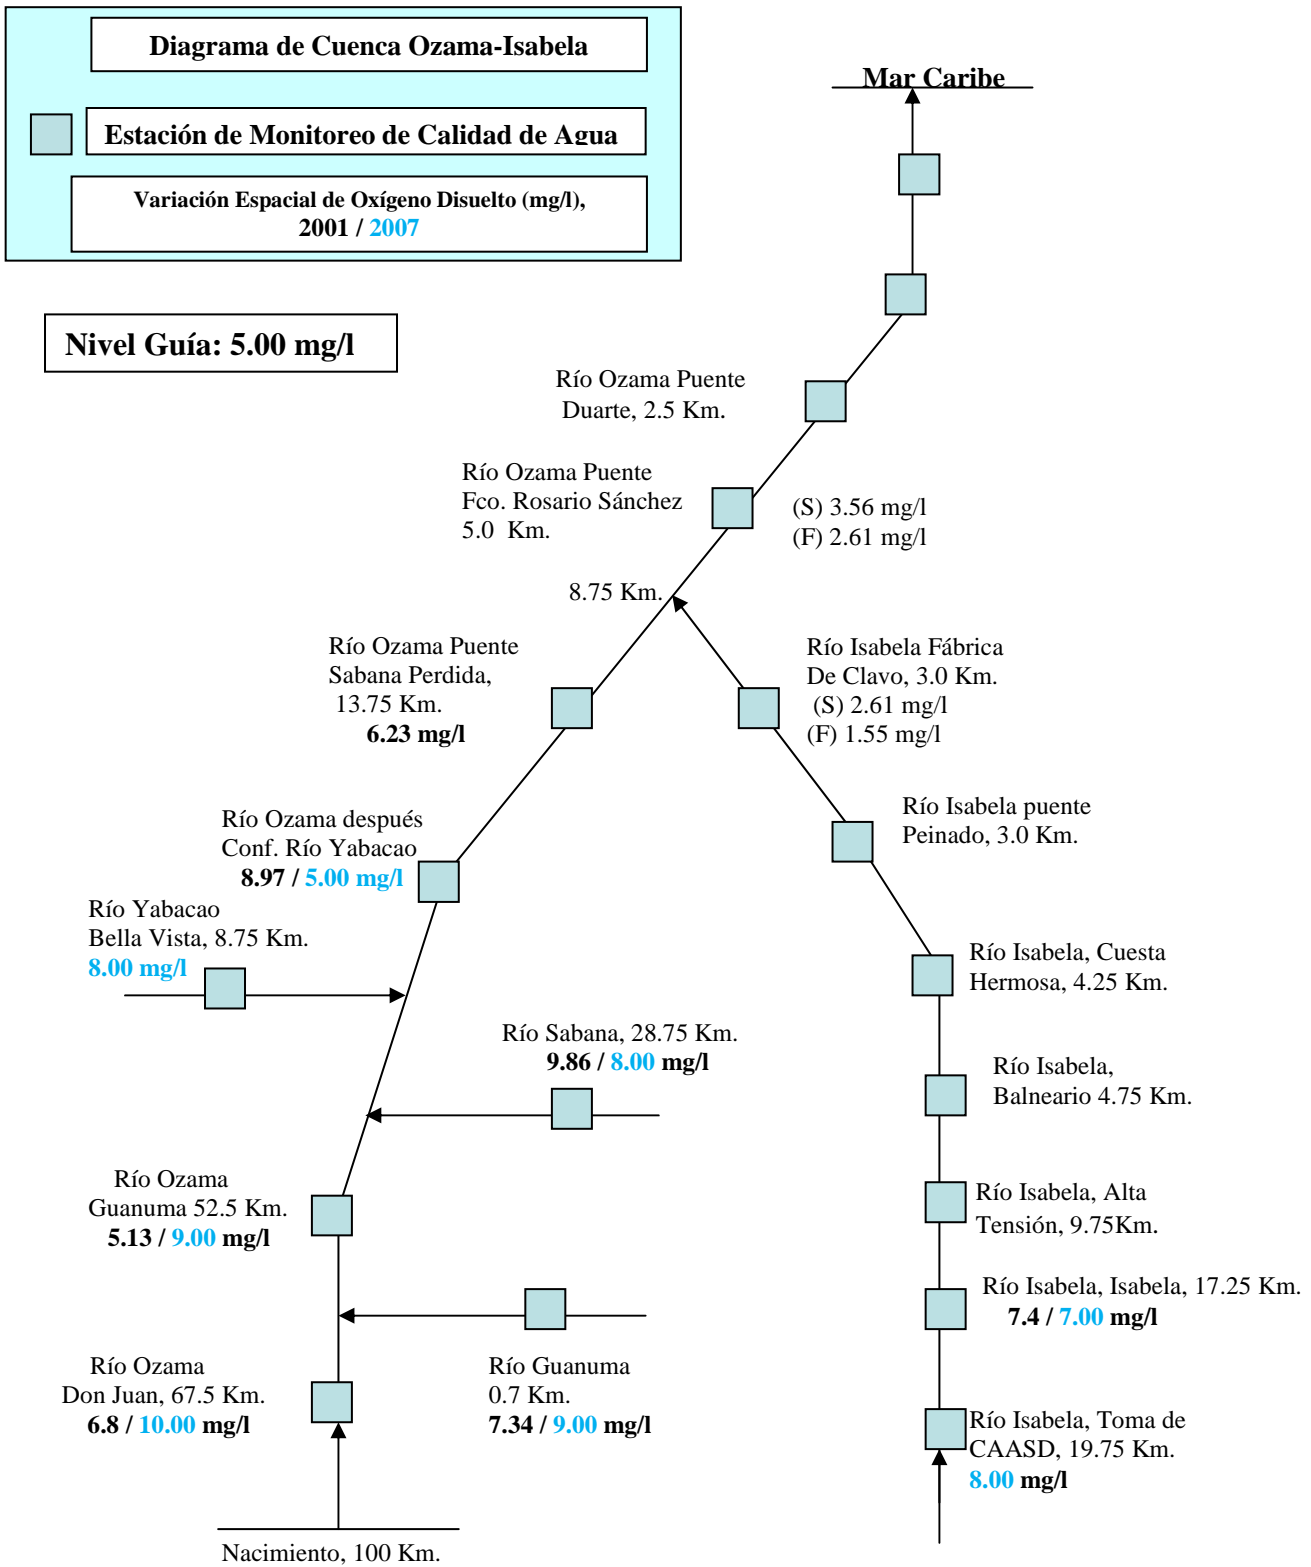 Diagrama de Cuenca Ozama-Isabela
Estación de Monitoreo de Calidad de Agua
Variación Espacial de Oxígeno Disuelto (mg/l),
2001 / 2007
Nivel Guía: 5.00 mg/l
Mar Caribe
Río Ozama Puente
Duarte, 2.5 Km.
Río Ozama Puente
Fco. Rosario Sánchez
5.0 Km.
(S) 3.56 mg/l
(F) 2.61 mg/l
8.75 Km.
Río Ozama Puente
Sabana Perdida,
13.75 Km.
6.23 mg/l
Río Isabela Fábrica
De Clavo, 3.0 Km.
(S) 2.61 mg/l
(F) 1.55 mg/l
Río Isabela puente
Peinado, 3.0 Km.
Río Ozama después
Conf. Río Yabacao
8.97 / 5.00 mg/l
Río Yabacao
Bella Vista, 8.75 Km.
8.00 mg/l
Río Isabela, Cuesta
Hermosa, 4.25 Km.
Río Sabana, 28.75 Km.
9.86 / 8.00 mg/l
Río Isabela,
Balneario 4.75 Km.
Río Ozama
Guanuma 52.5 Km.
5.13 / 9.00 mg/l
Río Isabela, Alta
Tensión, 9.75Km.
Río Isabela, Isabela, 17.25 Km.
7.4 / 7.00 mg/l
Río Ozama
Don Juan, 67.5 Km.
6.8 / 10.00 mg/l
Río Guanuma
0.7 Km.
7.34 / 9.00 mg/l
Río Isabela, Toma de
CAASD, 19.75 Km.
8.00 mg/l
Nacimiento, 100 Km.